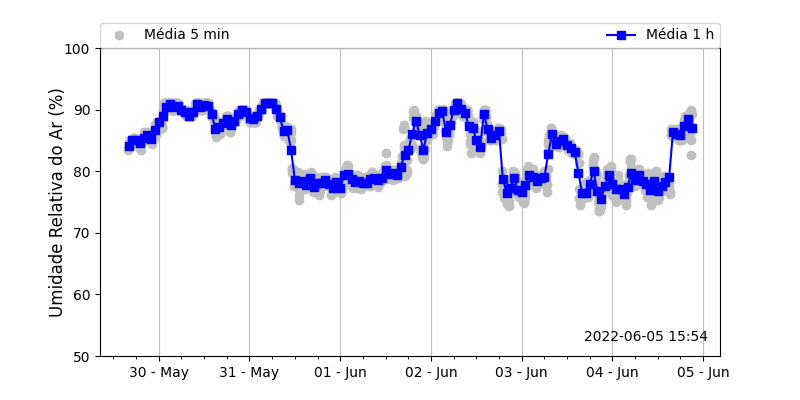 Média 5 min
Média 1 h
Umidade Relativa do Ar (%)
100
90
80
70
60
50
2022-06-05 15:54
30 - May
31 - May
01 - Jun
02 - Jun
03 - Jun
04 - Jun
05 - Jun